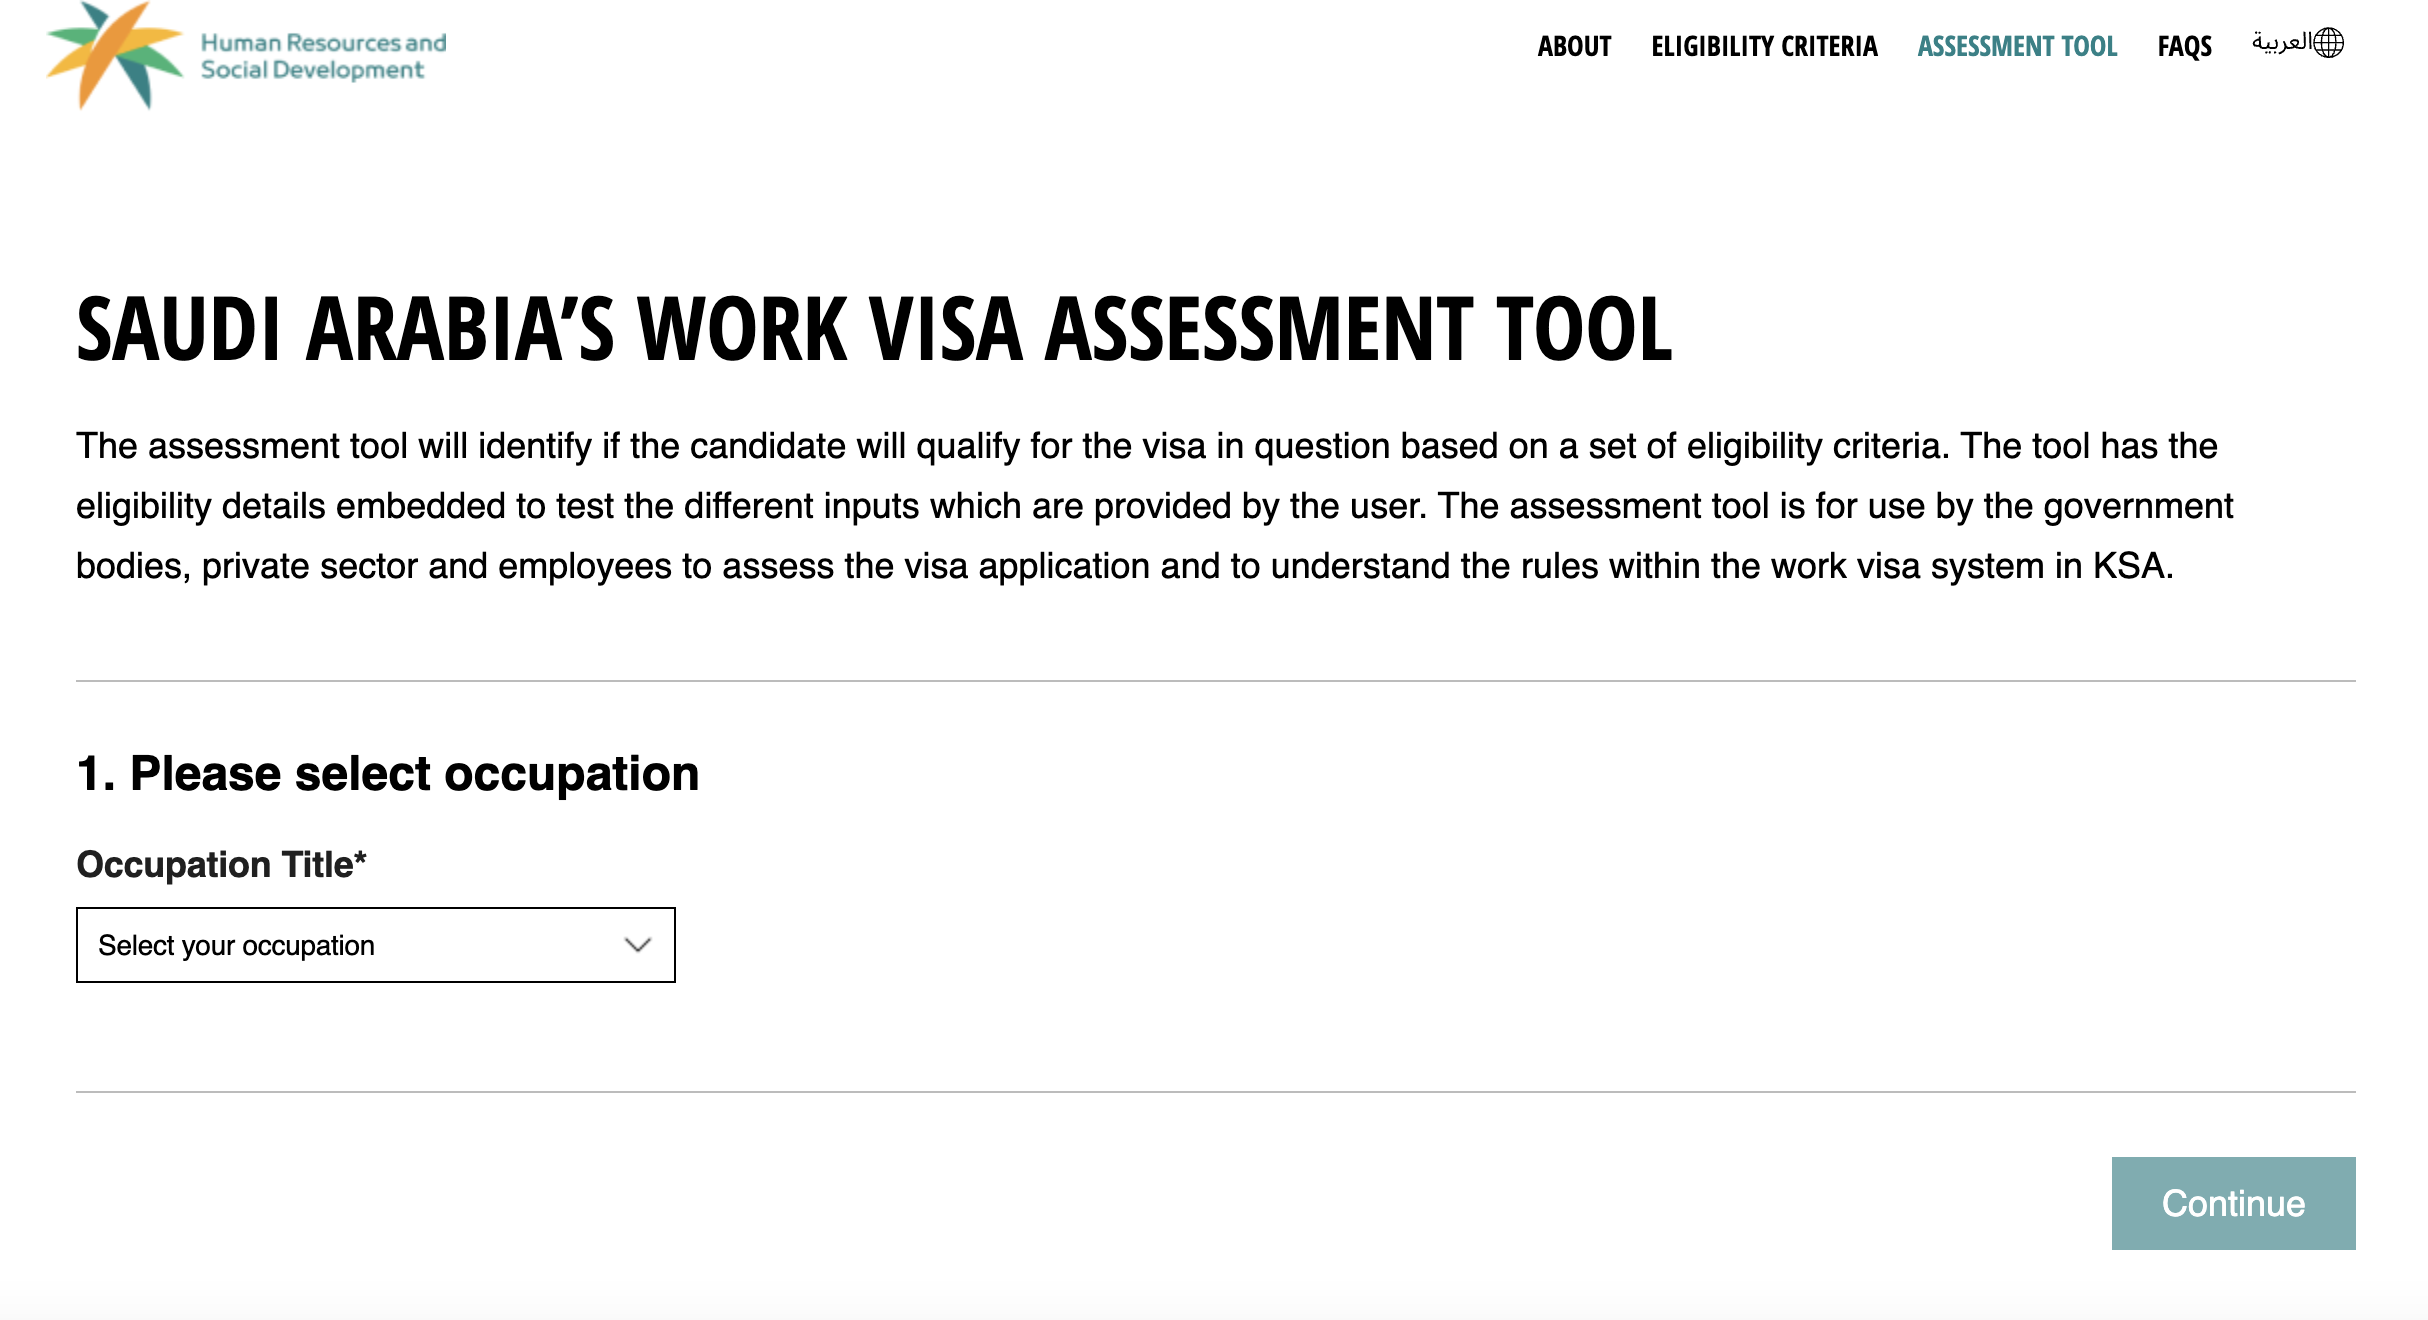 Human Resources and
Social Development
ABOUT ELIGIBILITY CRITERIA ASSESSMENT TOOL FAQS العربية
SAUDI ARABIA’S WORK VISA ASSESSMENT TOOL
The assessment tool will identify if the candidate will qualify for the visa in question based on a set of eligibility criteria. The tool has the
eligibility details embedded to test the different inputs which are provided by the user. The assessment tool is for use by the government
bodies, private sector and employees to assess the visa application and to understand the rules within the work visa system in KSA.
1. Please select occupation
Occupation Title*
Select your occupation
Continue